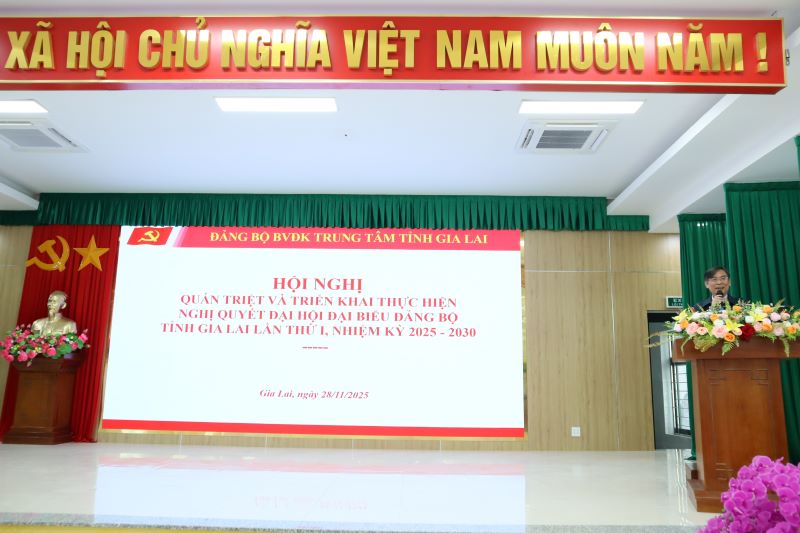 XÃ HỘI CHỦ NGHĨA VIỆT NAM MUÔN NĂM !
ĐẢNG BỘ BVĐK TRUNG TÂM TỈNH GIA LAI
HỘI NGHỊ
QUÁN TRIỆT VÀ TRIỂN KHAI THỰC HIỆN
NGHỊ QUYẾT ĐẠI HỘI ĐẠI BIỂU ĐẢNG BỘ
TỈNH GIA LAI LẦN THỨ I, NHIỆM KỲ 2025 - 2030
Gia Lai, ngày 28/11/2025